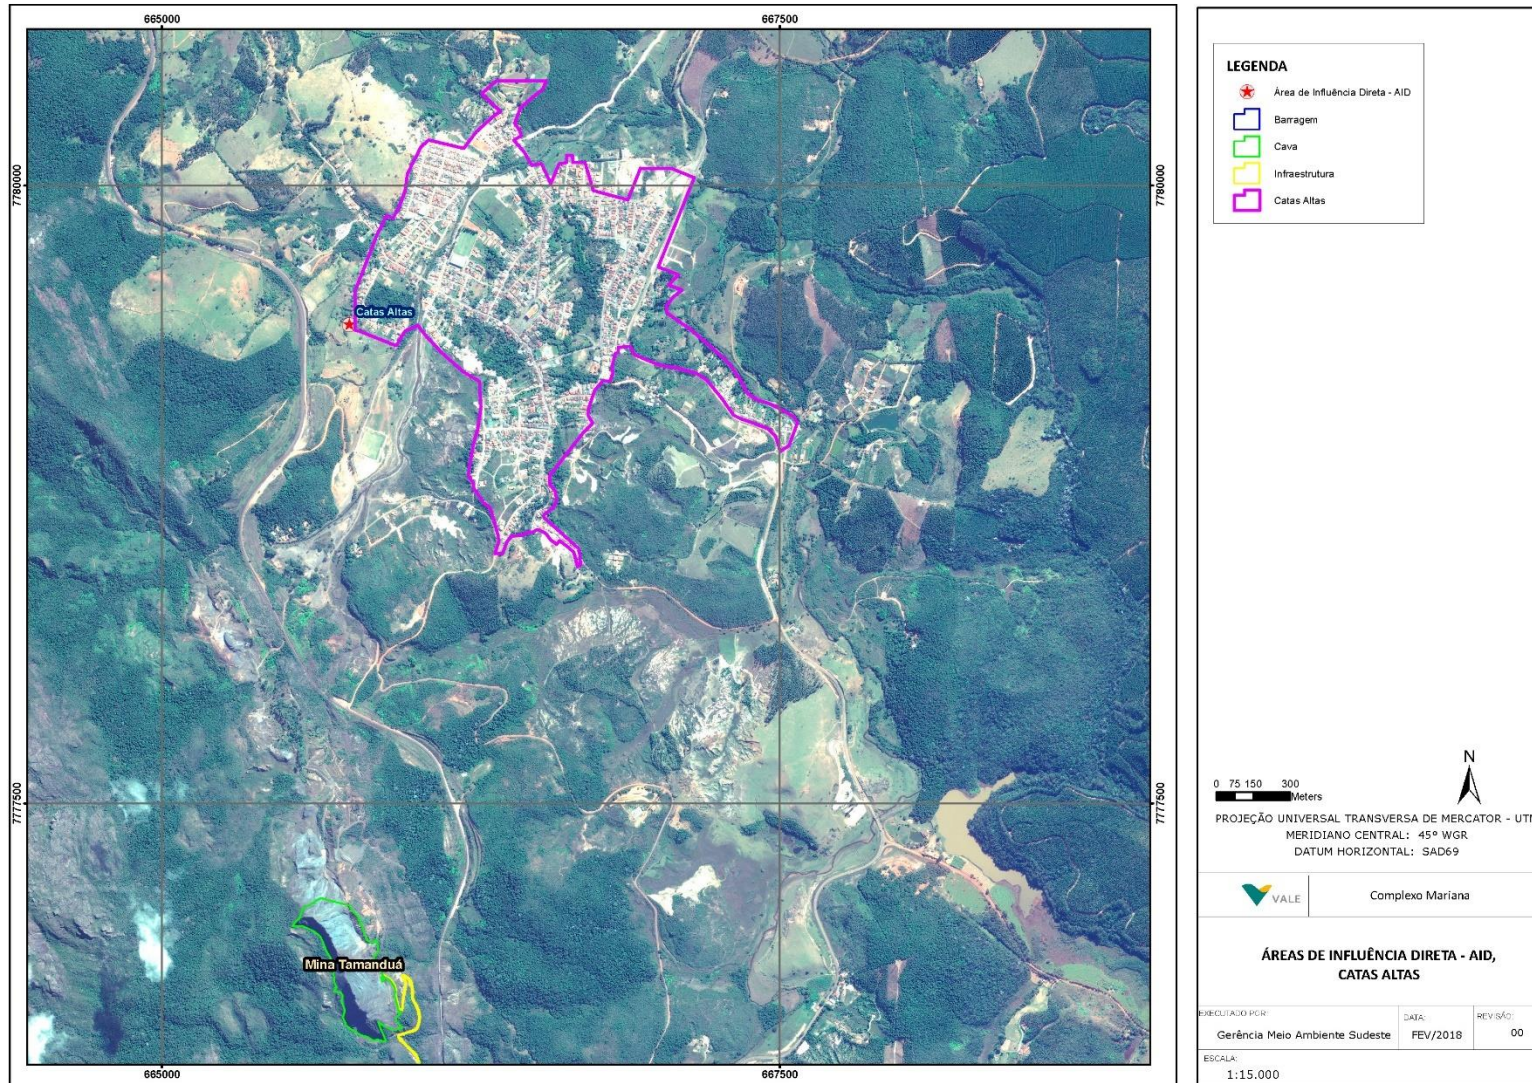 665000
667500
7780000
7780000
Catas Altas
7777500
7777500
Mina Tamanduá
665000
667500
LEGENDA
Área de Influência Direta - AID
Barragem
Cava
Infraestrutura
Catas Altas
N
0 75 150 300
Meters
PROJEÇÃO UNIVERSAL TRANSVERSA DE MERCATOR -
MERIDIANO CENTRAL: 45º WGR
DATUM HORIZONTAL: SAD69
VALE
Complexo Mariana
ÁREAS DE INFLUÊNCIA DIRETA - AID,
CATAS ALTAS
EXECUTADO POR:
Gerência Meio Ambiente Sudeste
DATA:
FEV/2018
REVISÃO:
00
ESCALA:
1:15.000